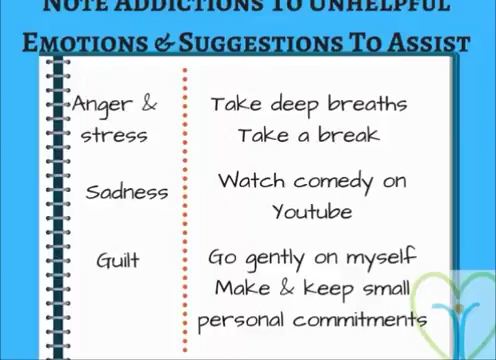 NOTE ADDICTIONS TO UNHELPFUL
EMOTIONS & SUGGESTIONS TO ASSIST
Anger &
stress
Take deep breaths
Take a break
Sadness
Watch comedy on
Youtube
Guilt
Go gently on myself
Make & keep small
personal commitments